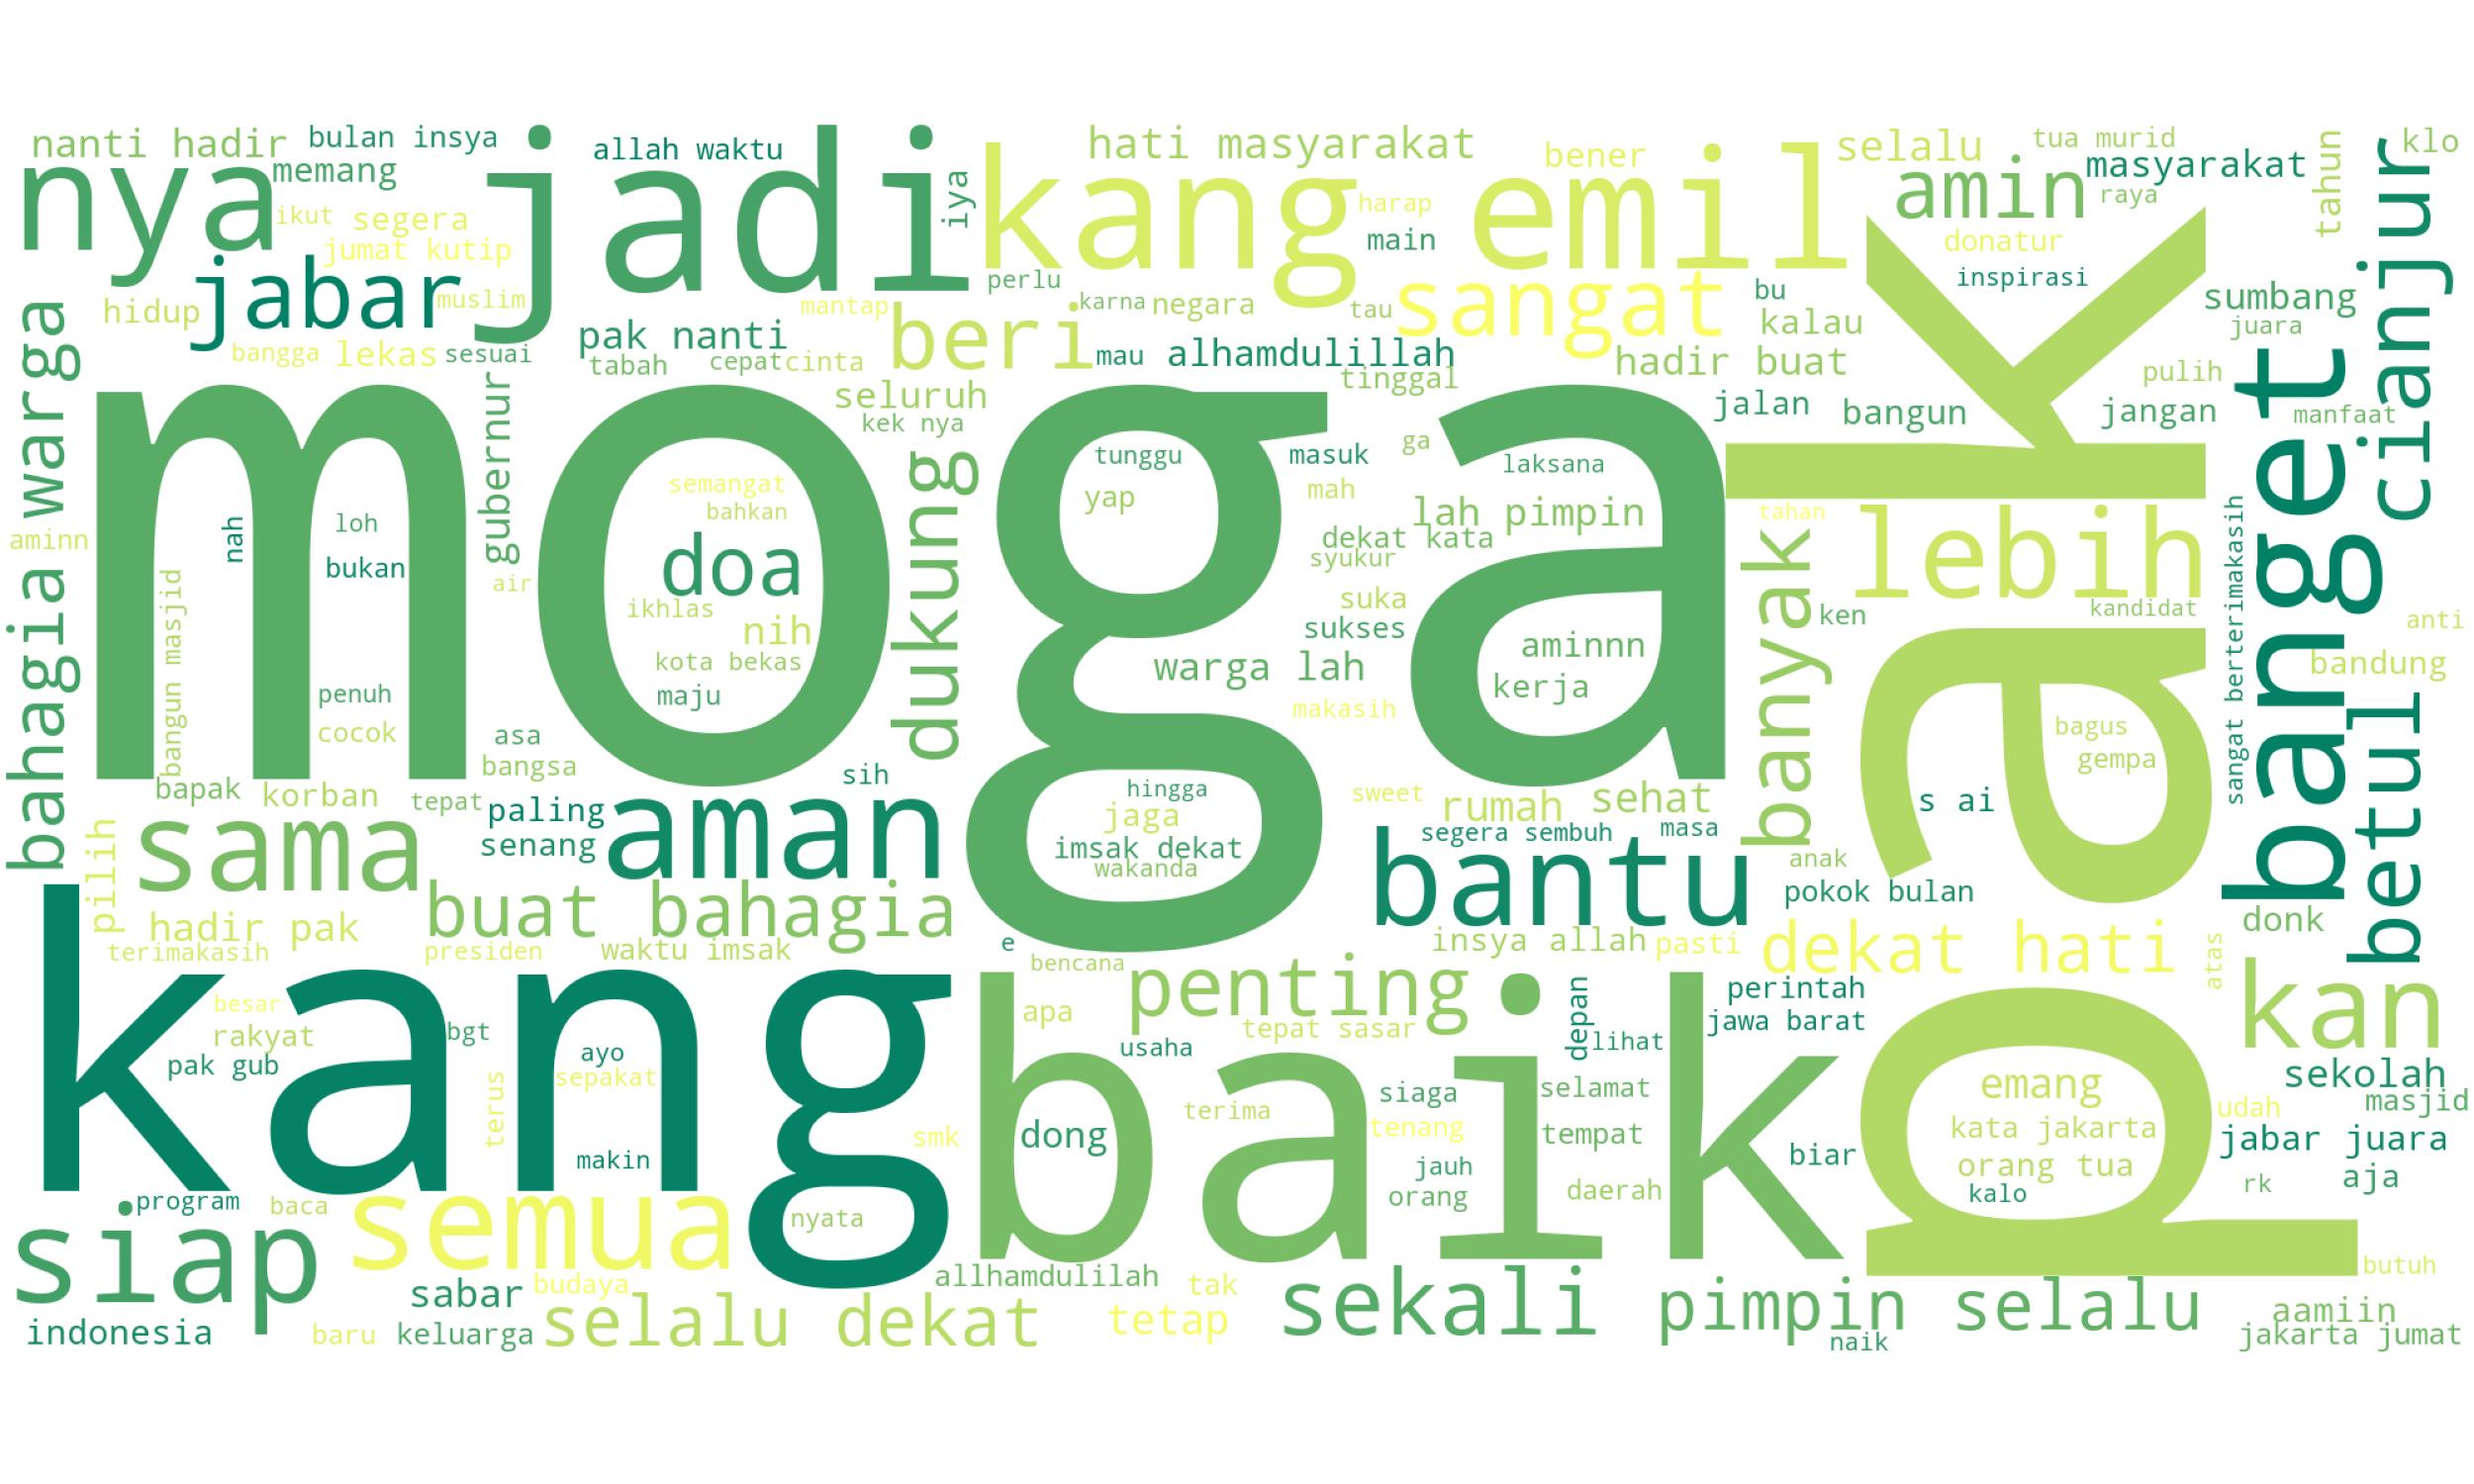 nanti hadir
bulan insya
allah waktu
hati masyarakat
bener
selalu
tua murid
klo
nya
memang
jadi
iya
kang emil
amin
masyarakat
tahun
cianjur
ikut
segera
harap
raya
jumat kutip
main
donatur
jabar
muslim
perlu
inspirasi
hidup
mantap
beri
karna
negara
tau
sangat
bu
kalau
sumbang
juara
bangga
lekas
sesuai
pak nanti
tabah
cepat
cinta
mau
alhamdulillah
hadir buat
tinggal
pulih
warga
gubernur
seluruh
kek nya
jalan
bangun
jangan
manfaat
banget
moga
pak
tunggu
masuk
ga
laksana
semangat
bahkan
yap
mah
lah pimpin
tahan
lebih
nah
loh
aminn
bukan
doa
dukung
dekat kata
syukur
banyak
sangat berterimakasih
bahagia
bangun masjid
air
ikhlas
nih
suka
sukses
ken
kandidat
anti
kota bekas
maju
warga lah
aminnn
kerja
bandung
penuh
cocok
asa
bangsa
makasih
bagus
gempa
betul
bapak
korban
tepat
sih
paling
senang
aman
hingga
jaga
imsak dekat
wakanda
sweet
rumah
sehat
s ai
pilih
sama
segera sembuh
masa
bantu
anak
pokok bulan
buat bahagia
hadir pak
terimakasih
presiden
waktu imsak
e
bencana
insya allah
pasti
dekat hati
donk
atas
kang
penting
kan
besar
rakyat
bgt
pak gub
ayo
sepakat
apa
tepat sasar
usaha
depan
lihat
perintah
jawa barat
baik
sekolah
emang
masjid
terus
makin
smk
dong
terima
siaga
tenang
selamat
tempat
biar
kata jakarta
udah
jabar juara
orang tua
jauh
orang
daerah
kalo
rk
aja
program
baca
nyata
siap
semua
sabar
budaya
allhamdulilah
tak
sekali
pimpin
selalu
butuh
aamiin
indonesia
baru
keluarga
selalu dekat
tetap
naik
jakarta jumat